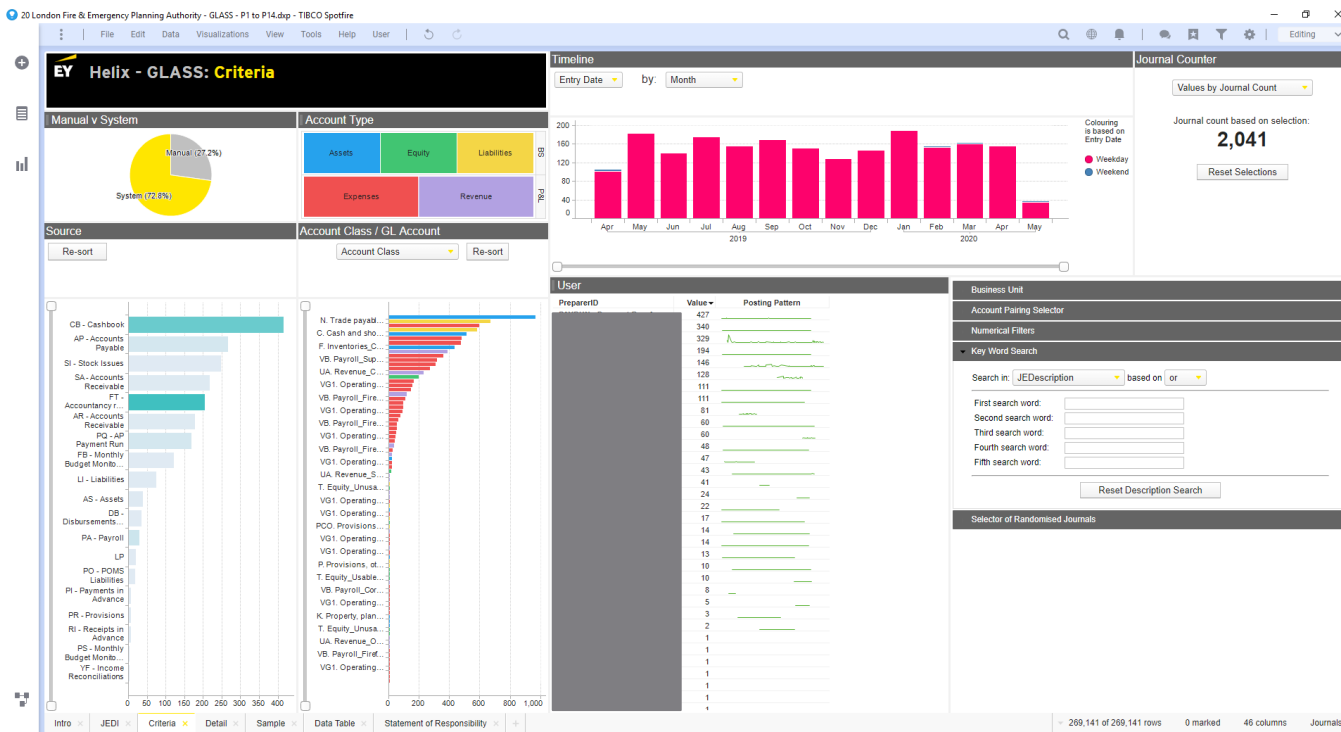 20 London Fire & Emergency Planning Authority - GLASS - P1 to P14.dxp - TIBCO Spotfire
File Edit Data Visualizations View Tools Help User
Editing
EY Helix - GLASS: Criteria
Manual v System
Manual (27.2%)
System (72.8%)
Account Type
Assets
Equity
Liabilities
BS
Expenses
Revenue
P&L
Source
Re-sort
CB - Cashbook
AP - Accounts
Payable
SI - Stock Issues
SA - Accounts
Receivable
FT -
Accountancy r...
AR - Accounts
Receivable
PQ - AP
Payment Run
FB - Monthly
Budget Monito...
LI - Liabilities
AS - Assets
DB -
Disbursements...
PA - Payroll
LP
PO - POMS
Liabilities
PI - Payments in
Advance
PR - Provisions
RI - Receipts in
Advance
PS - Monthly
Budget Monito...
YF - Income
Reconciliations
0 50 100 150 200 250 300 350 400
Account Class / GL Account
Account Class
Re-sort
N. Trade payabl...
C. Cash and sho...
F. Inventories_C...
VB. Payroll_Sup...
UA. Revenue_C...
VG1. Operating...
VB. Payroll_Fire...
VG1. Operating...
VB. Payroll_Fire...
VG1. Operating...
VB. Payroll_Fire...
VG1. Operating...
UA. Revenue_S...
T. Equity_Unusa...
VG1. Operating...
PCO. Provisions...
VG1. Operating...
VG1. Operating...
VG1. Operating...
P. Provisions, ot...
T. Equity_Usable...
VB. Payroll_Cor...
VG1. Operating...
K. Property, plan...
T. Equity_Unusa...
UA. Revenue_O...
VB. Payroll_Firef...
VG1. Operating...
0 200 400 600 800 1,000
Timeline
Entry Date
by:
Month
200
160
120
80
40
0
Apr May Jun Jul Aug Sep Oct Nov Dec Jan Feb Mar Apr May
2019 2020
Colouring
is based on
Entry Date
Weekday
Weekend
Journal Counter
Values by Journal Count
Journal count based on selection:
2,041
Reset Selections
User
PreparerID Value Posting Pattern
427
340
329
194
146
128
111
111
81
60
60
48
47
43
41
24
22
17
14
14
13
10
10
8
5
3
2
1
1
1
1
1
1
1
Business Unit
Account Pairing Selector
Numerical Filters
Key Word Search
Search in: JEDescription based on or
First search word:
Second search word:
Third search word:
Fourth search word:
Fifth search word:
Reset Description Search
Selector of Randomised Journals
Intro JEDI Criteria Detail Sample Data Table Statement of Responsibility
269,141 of 269,141 rows 0 marked 46 columns Journals